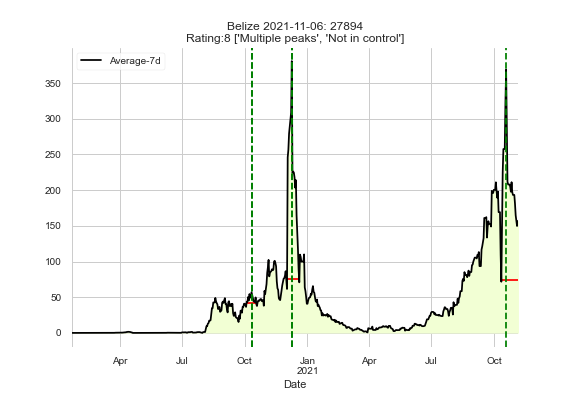 Belize 2021-11-06: 27894
Rating:8 ['Multiple peaks', 'Not in control']
Average-7d
350
300
250
200
150
100
50
0
Apr Jul Oct Jan Apr Jul Oct
2021
Date